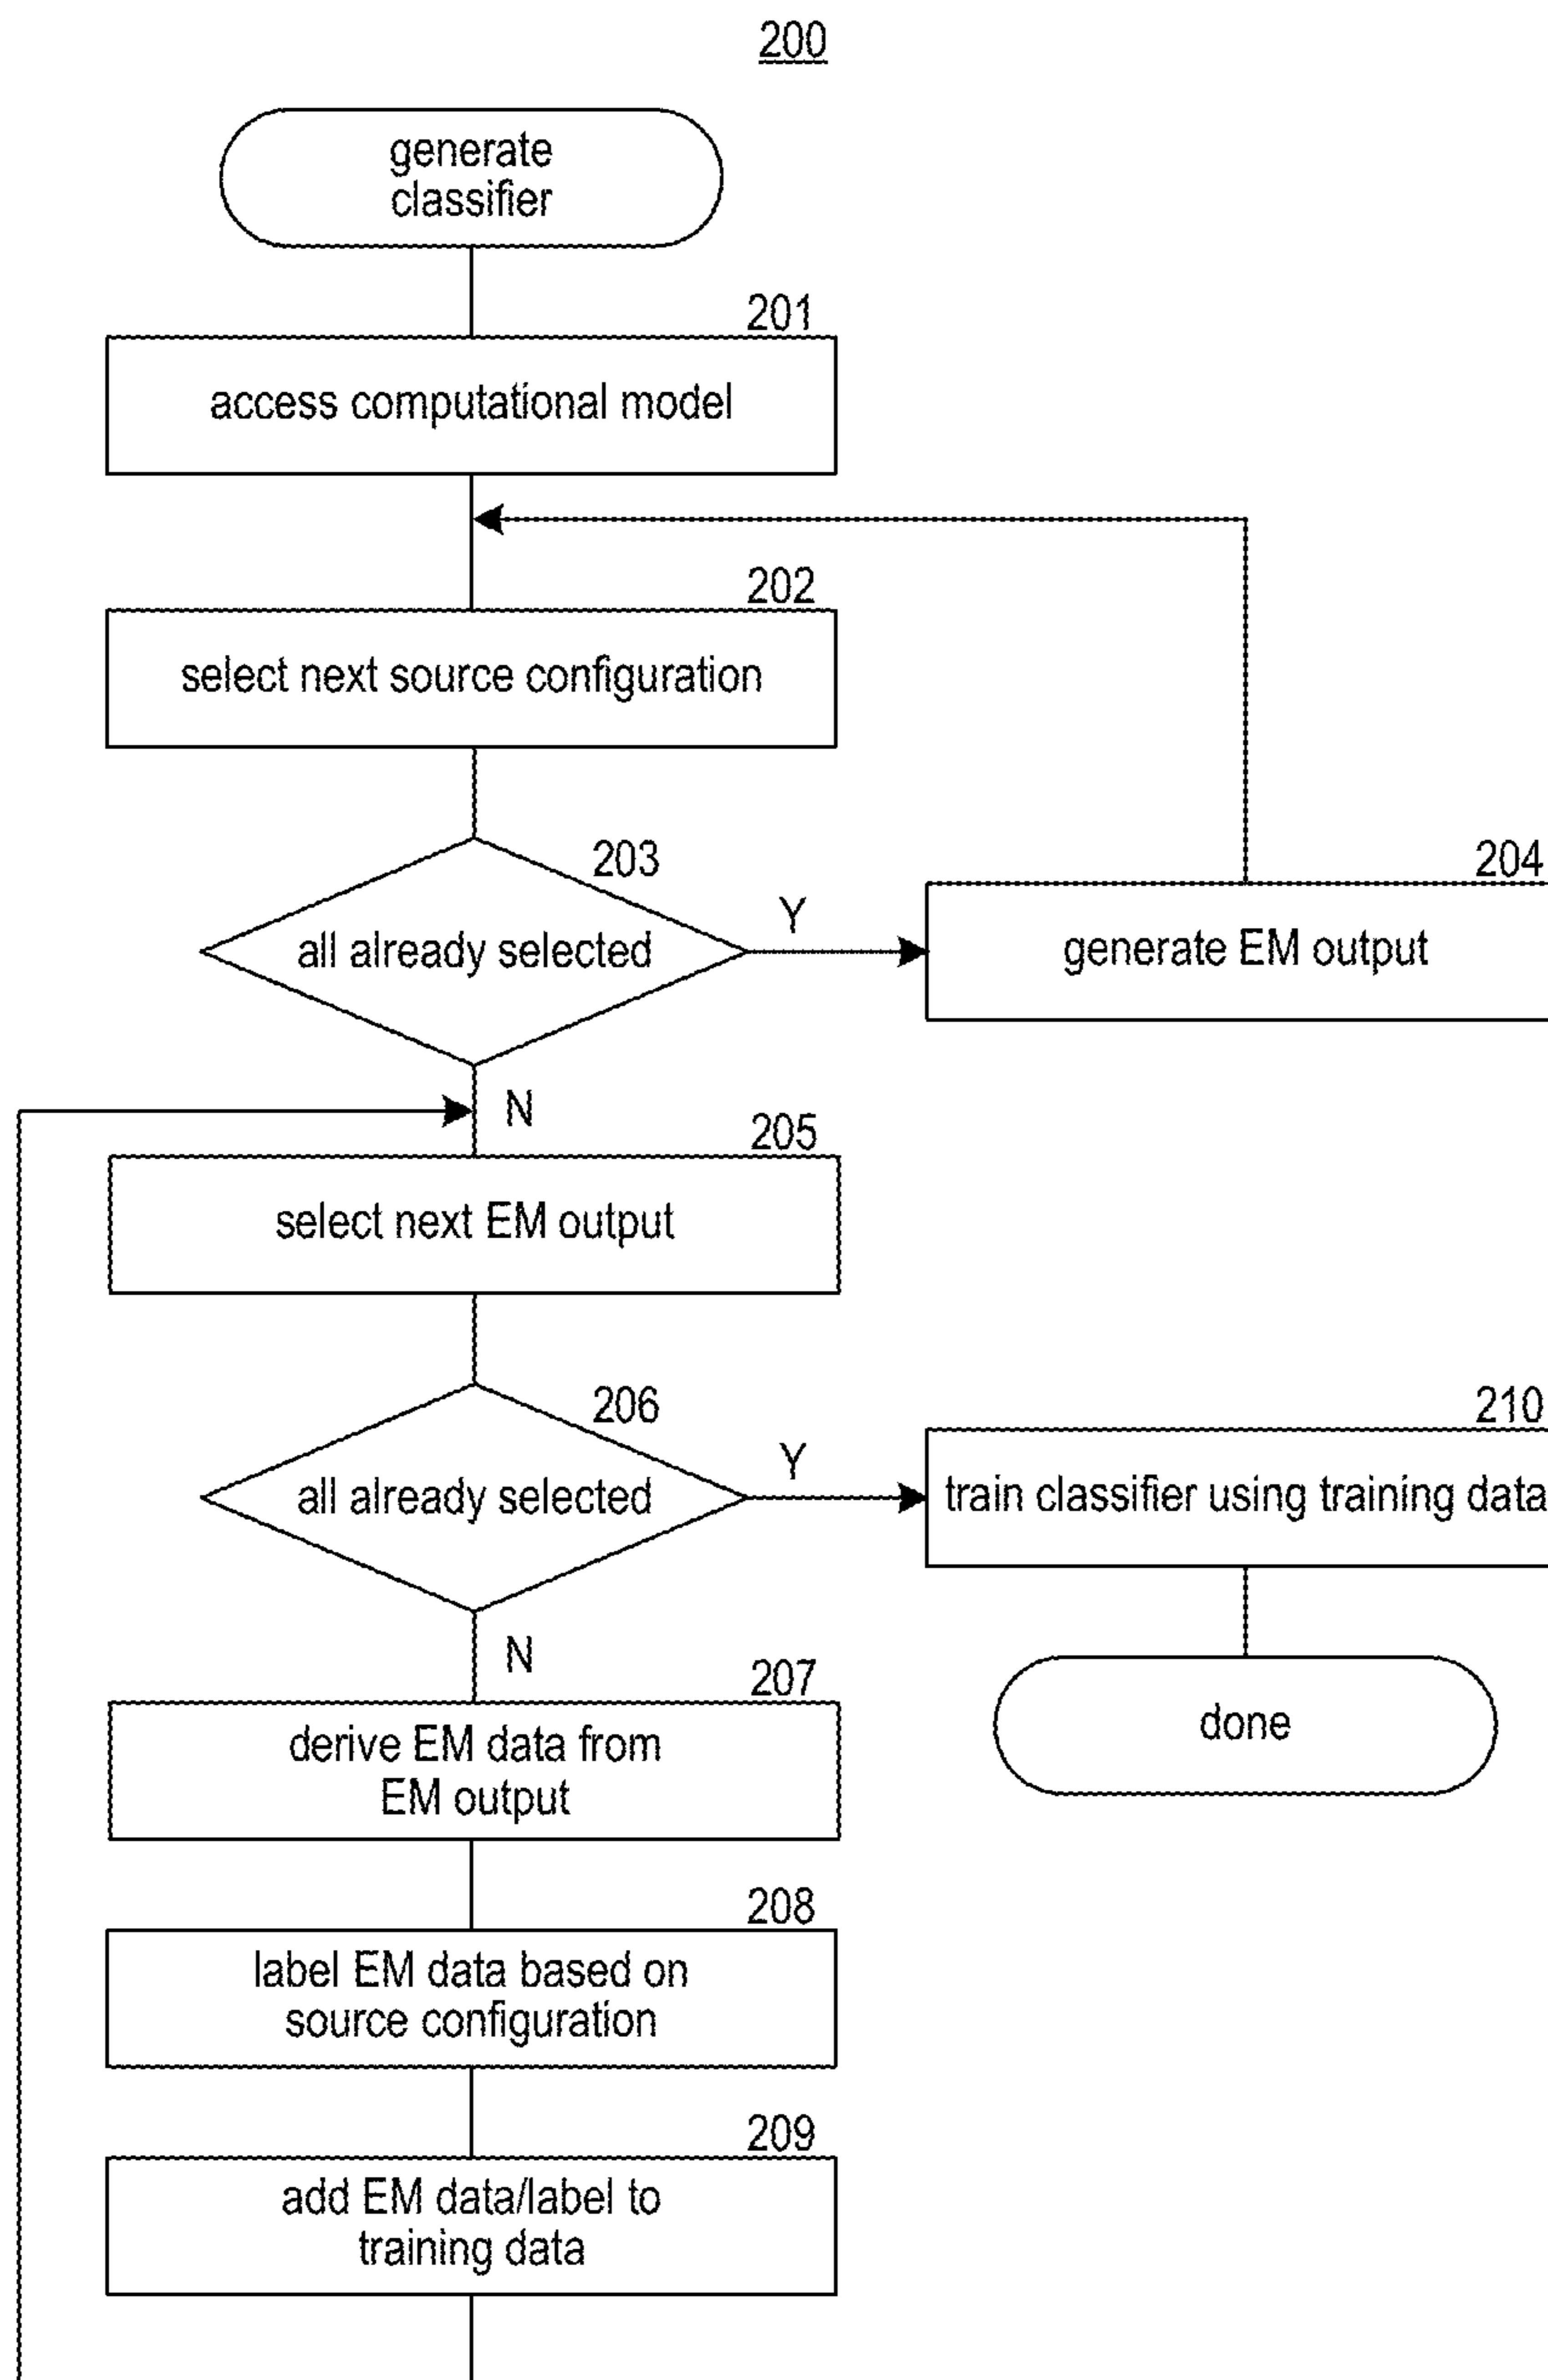 200
generate
classifier
201
access computational model
202
select next source configuration
203
all already selected
Y
204
generate EM output
N
205
select next EM output
206
all already selected
Y
210
train classifier using training data
N
207
derive EM data from
EM output
done
208
label EM data based on
source configuration
209
add EM data/label to
training data